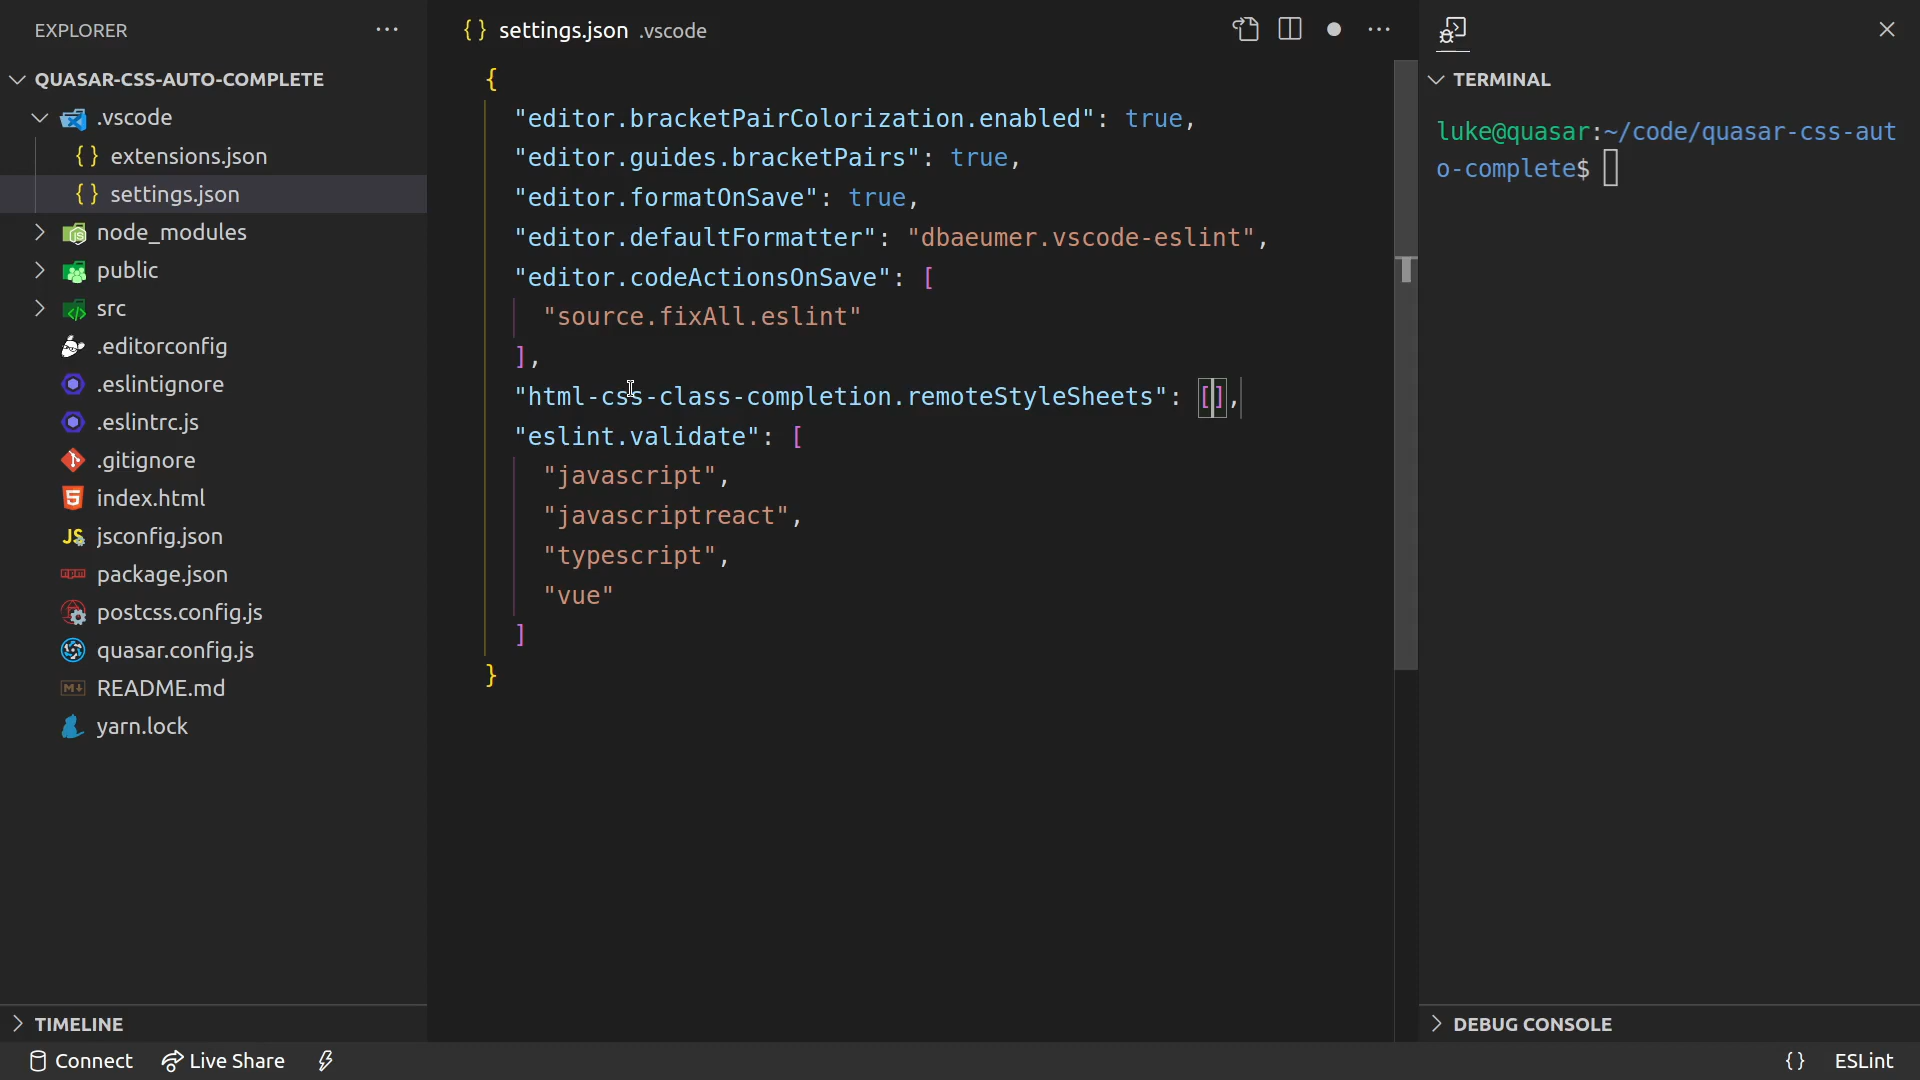 EXPLORER
QUASAR-CSS-AUTO-COMPLETE
.vscode
extensions.json
settings.json
node_modules
public
src
.editorconfig
.eslintignore
.eslintrc.js
.gitignore
index.html
jsconfig.json
package.json
postcss.config.js
quasar.config.js
README.md
yarn.lock
TIMELINE
settings.json .vscode
{
"editor.bracketPairColorization.enabled": true,
"editor.guides.bracketPairs": true,
"editor.formatOnSave": true,
"editor.defaultFormatter": "dbaeumer.vscode-eslint",
"editor.codeActionsOnSave": [
"source.fixAll.eslint"
],
"html-css-class-completion.remoteStyleSheets": [],
"eslint.validate": [
"javascript",
"javascriptreact",
"typescript",
"vue"
]
}
TERMINAL
luke@quasar:~/code/quasar-css-aut
o-complete$
DEBUG CONSOLE
Connect
Live Share
{ }
ESLint